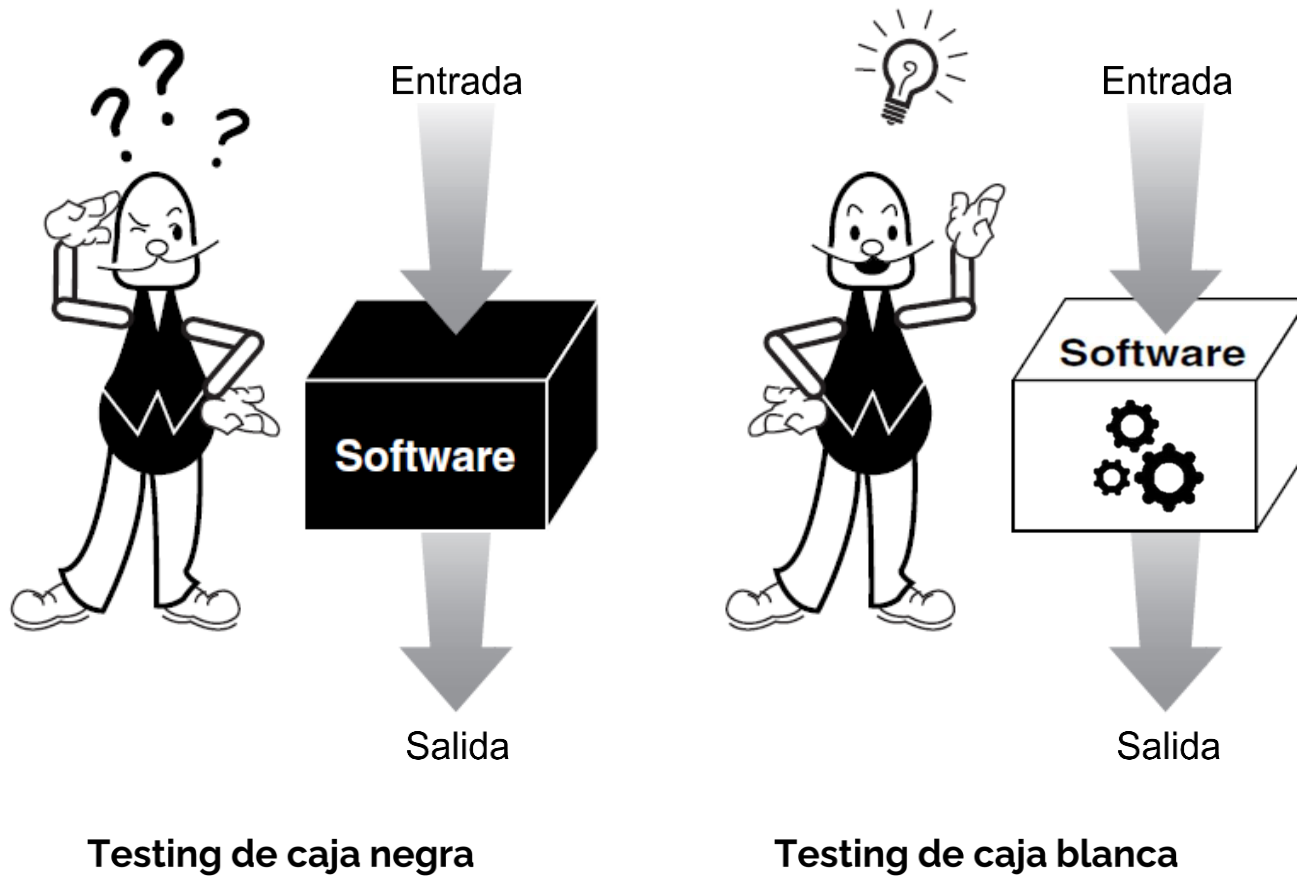 ? ? ?
Entrada
Software
Salida
Testing de caja negra
Entrada
Software
Salida
Testing de caja blanca